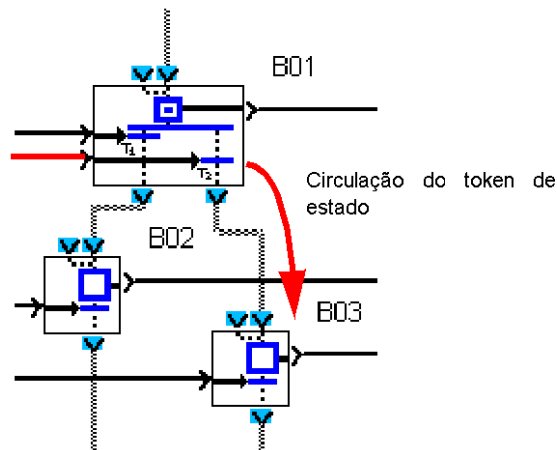 B01
T1
T2
Circulação do token de
estado
B02
B03